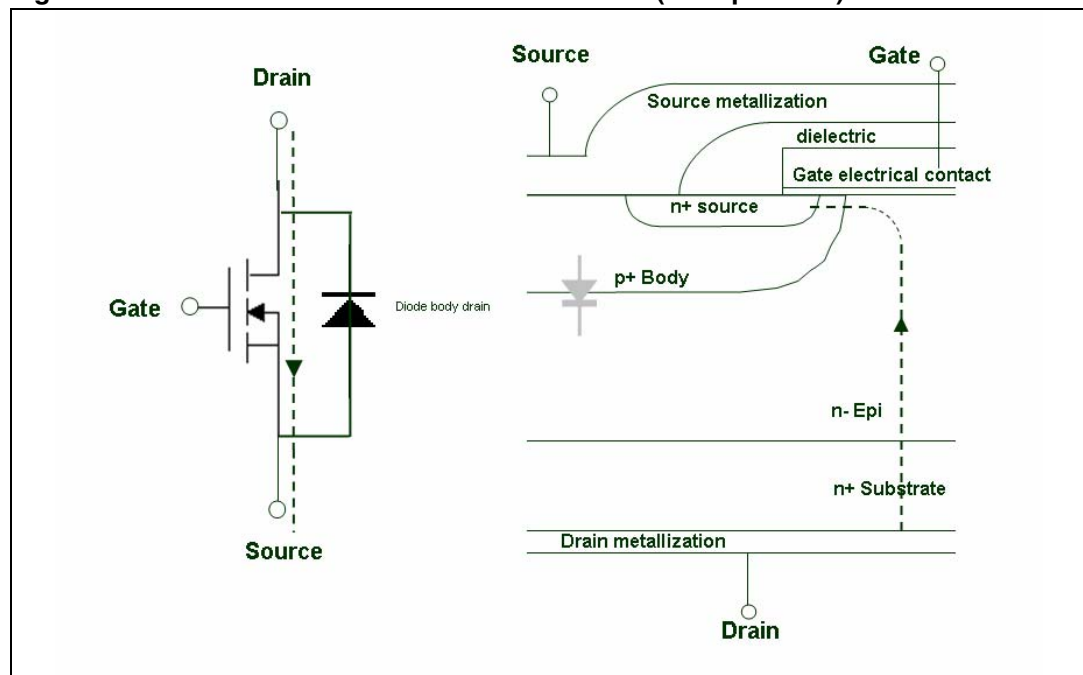 Drain
Gate
Diode body drain
Source
Source
Gate
Source metallization
dielectric
Gate electrical contact
n+ source
p+ Body
n- Epi
n+ Substrate
Drain metallization
Drain